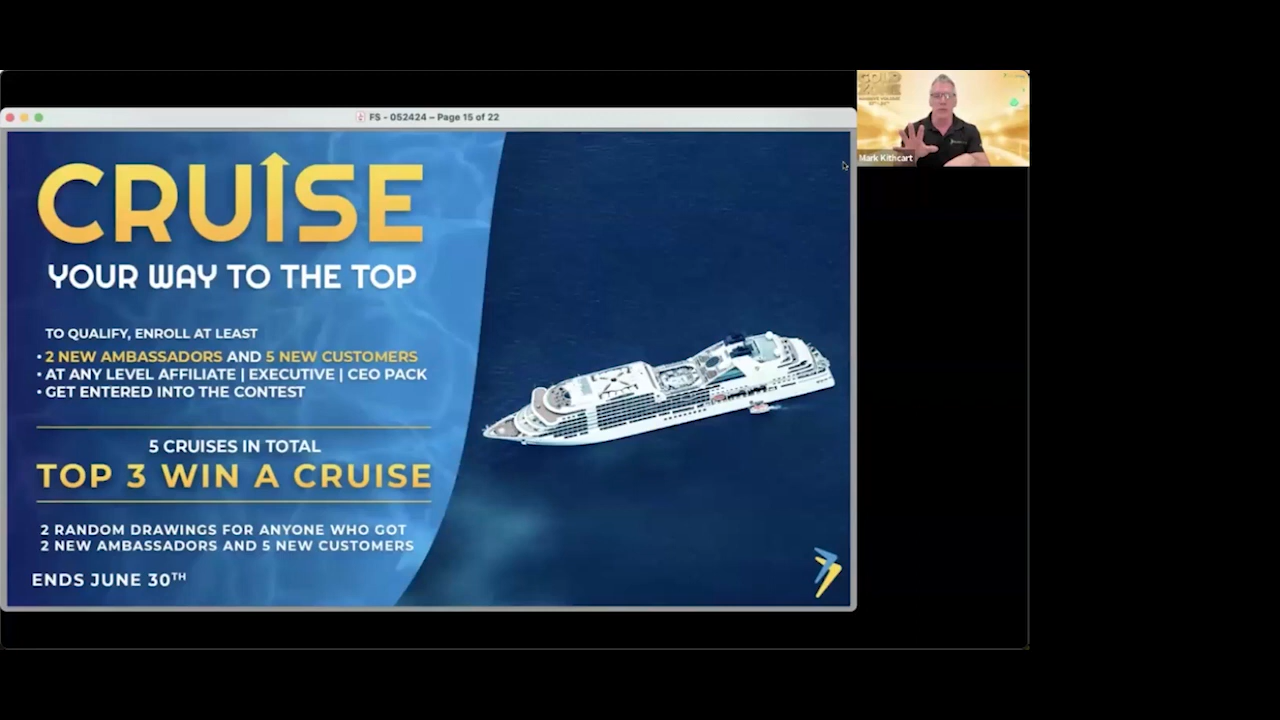 FS - 052424 – Page 15 of 22
CRUISE
YOUR WAY TO THE TOP
TO QUALIFY, ENROLL AT LEAST
• 2 NEW AMBASSADORS AND 5 NEW CUSTOMERS
• AT ANY LEVEL AFFILIATE | EXECUTIVE | CEO PACK
• GET ENTERED INTO THE CONTEST
5 CRUISES IN TOTAL
TOP 3 WIN A CRUISE
2 RANDOM DRAWINGS FOR ANYONE WHO GOT
2 NEW AMBASSADORS AND 5 NEW CUSTOMERS
ENDS JUNE 30TH
GOLD
Mark Kithcart